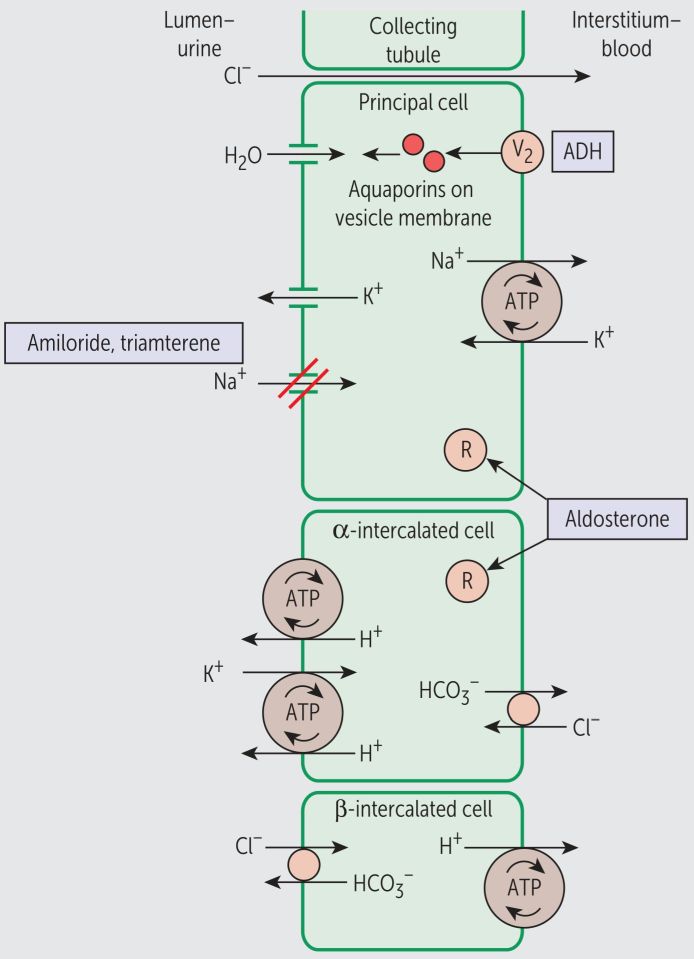 Lumen–
urine
Collecting
tubule
Interstitium–
blood
Cl⁻
Principal cell
H₂O
V₂
ADH
Aquaporins on
vesicle membrane
Na⁺
ATP
K⁺
K⁺
Amiloride, triamterene
Na⁺
R
Aldosterone
α-intercalated cell
R
ATP
H⁺
K⁺
ATP
H⁺
HCO₃⁻
Cl⁻
β-intercalated cell
Cl⁻
HCO₃⁻
H⁺
ATP